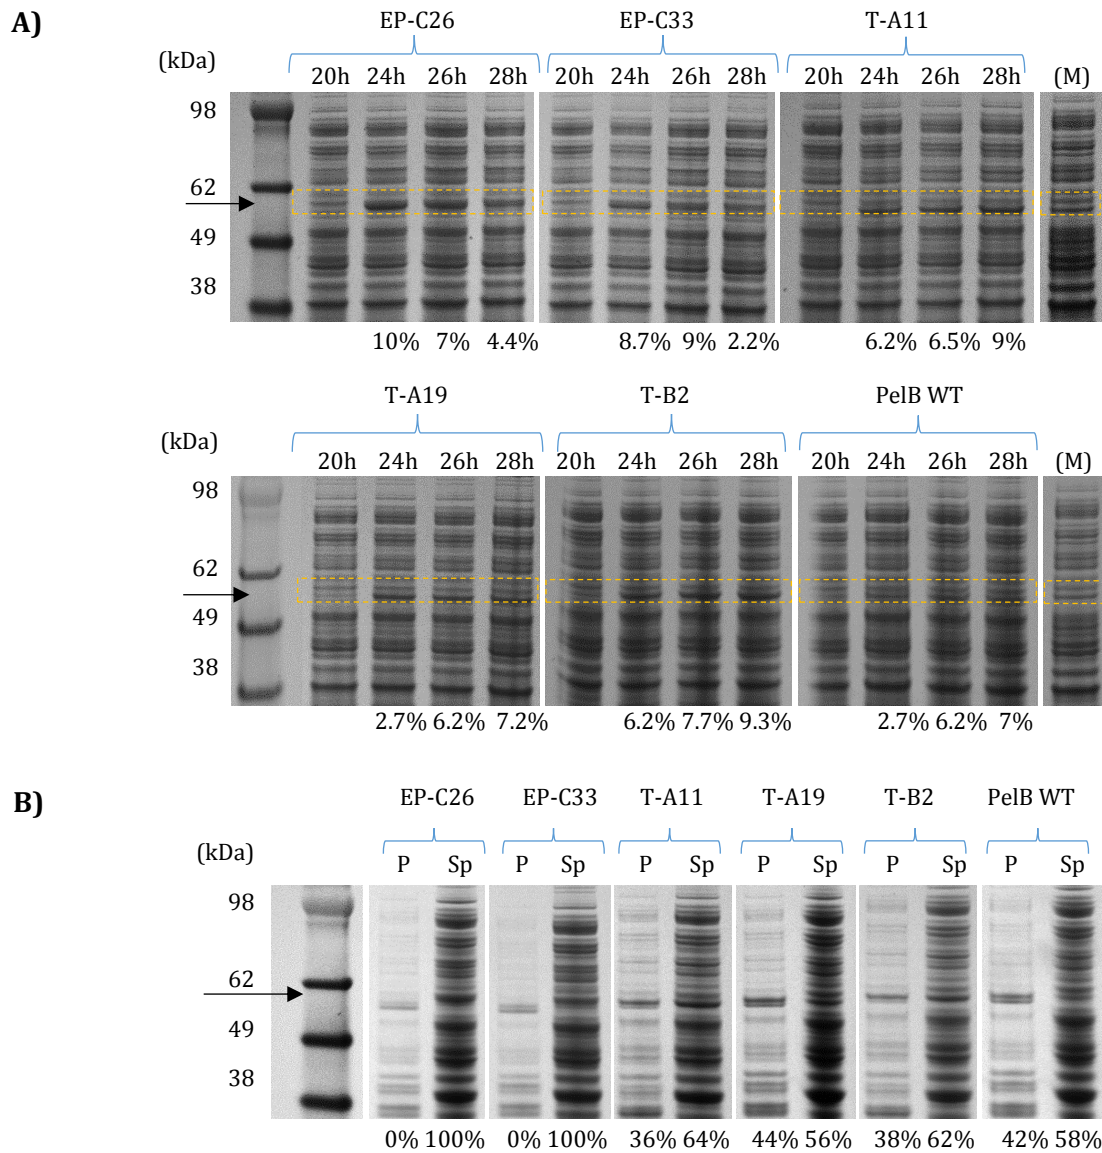 A)
EP-C26 EP-C33 T-A11
(kDa) 20h 24h 26h 28h 20h 24h 26h 28h 20h 24h 26h 28h (M)
98
62
49
38
10% 7% 4.4% 8.7% 9% 2.2% 6.2% 6.5% 9%
T-A19 T-B2 PelB WT
(kDa) 20h 24h 26h 28h 20h 24h 26h 28h 20h 24h 26h 28h (M)
98
62
49
38
2.7% 6.2% 7.2% 6.2% 7.7% 9.3% 2.7% 6.2% 7%
B)
EP-C26 EP-C33 T-A11 T-A19 T-B2 PelB WT
(kDa) P Sp P Sp P Sp P Sp P Sp P Sp
98
62
49
38
0% 100% 0% 100% 36% 64% 44% 56% 38% 62% 42% 58%